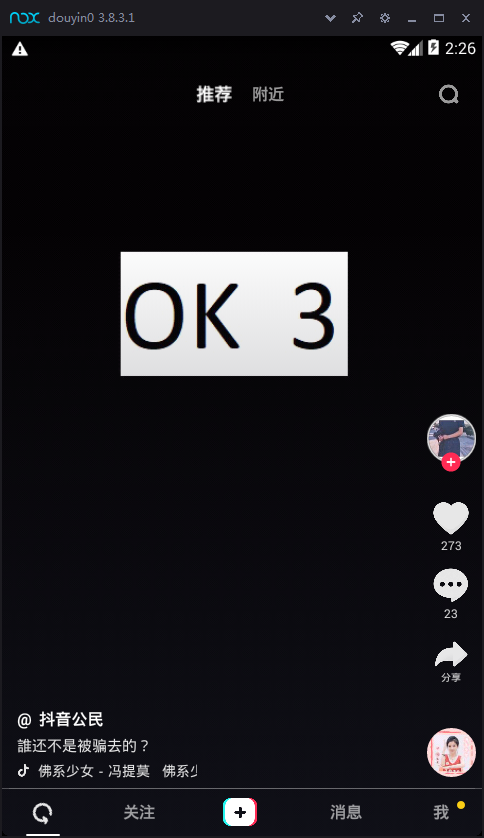 nox douyin0 3.8.3.1
2:26
推荐 附近
OK 3
273
23
分享
@ 抖音公民
誰还不是被骗去的？
佛系少女 - 冯提莫 佛系少
关注 消息 我